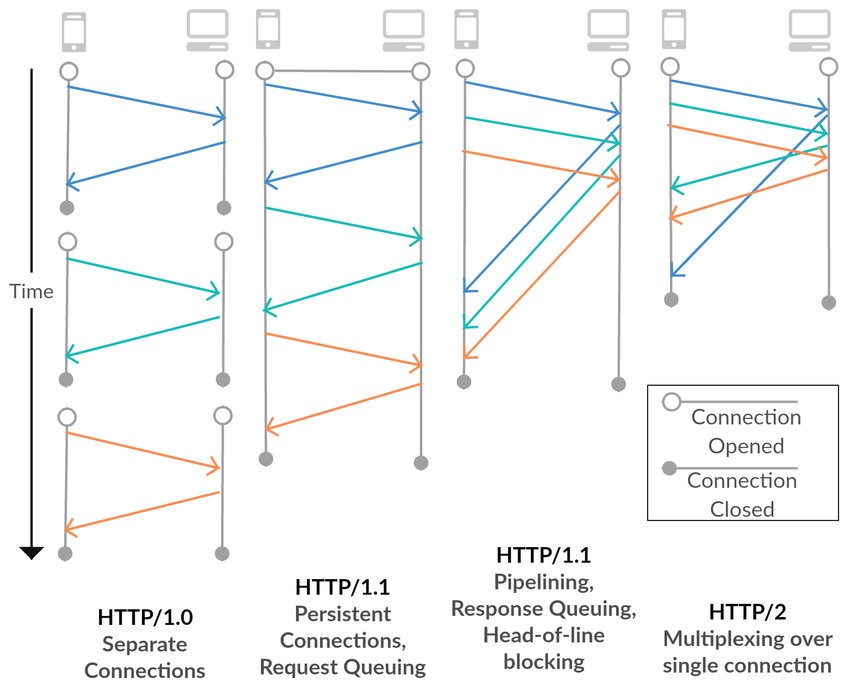 Time
Connection
Opened
Connection
Closed
HTTP/1.0
Separate
Connections
HTTP/1.1
Persistent
Connections,
Request Queuing
HTTP/1.1
Pipelining,
Response Queuing,
Head-of-line
blocking
HTTP/2
Multiplexing over
single connection